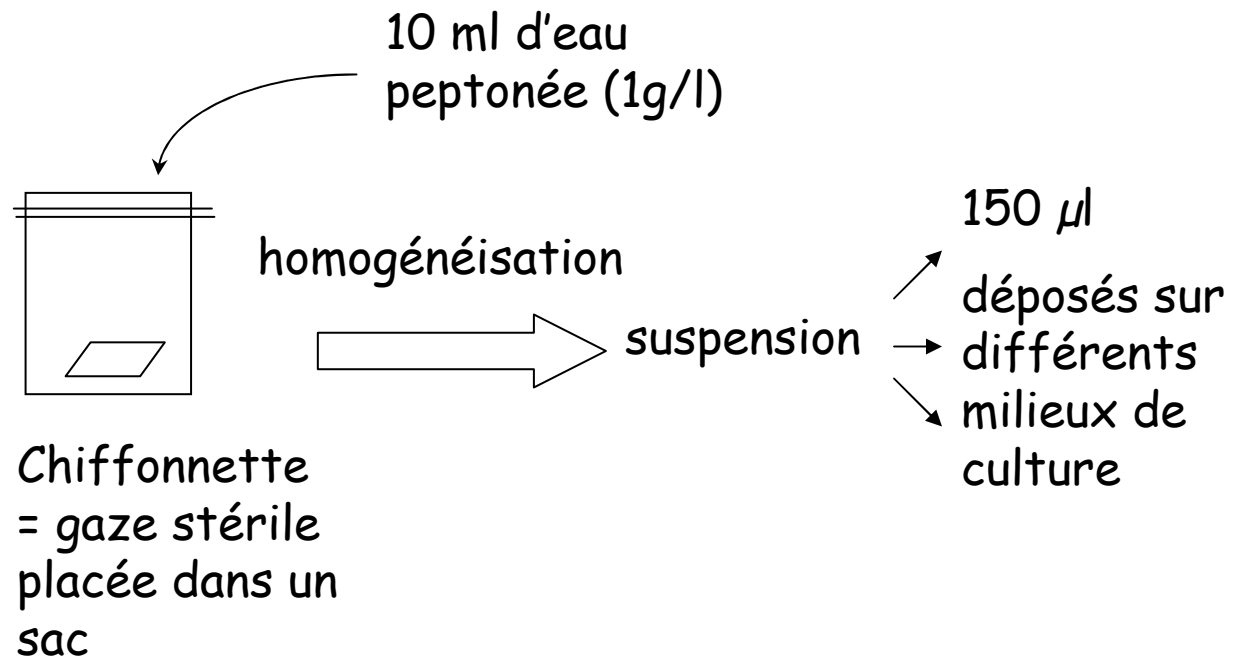 10 ml d'eau
peptonée (1g/l)
homogénéisation
suspension
150 µl
déposés sur
différents
milieux de
culture
Chiffonnette
= gaze stérile
placée dans un
sac